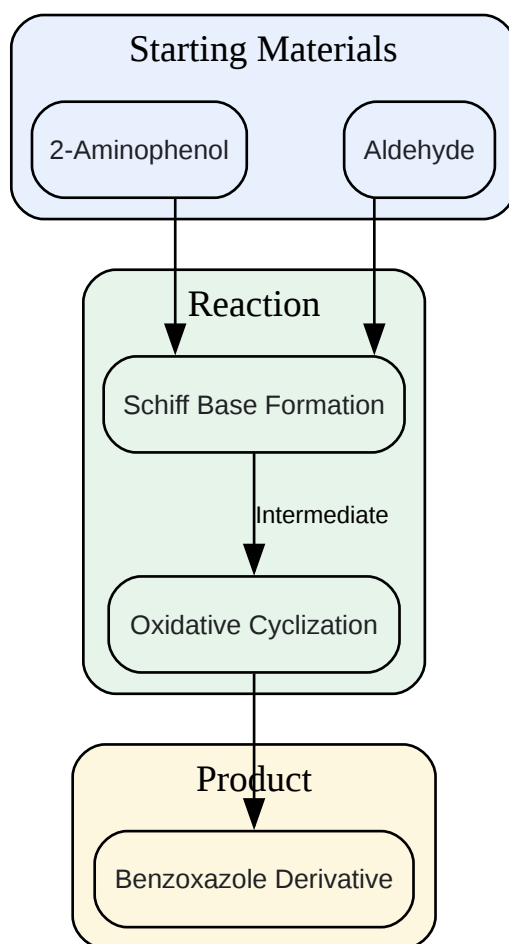 Starting Materials
2-Aminophenol
Aldehyde
Reaction
Schiff Base Formation
Intermediate
Oxidative Cyclization
Product
Benzoxazole Derivative